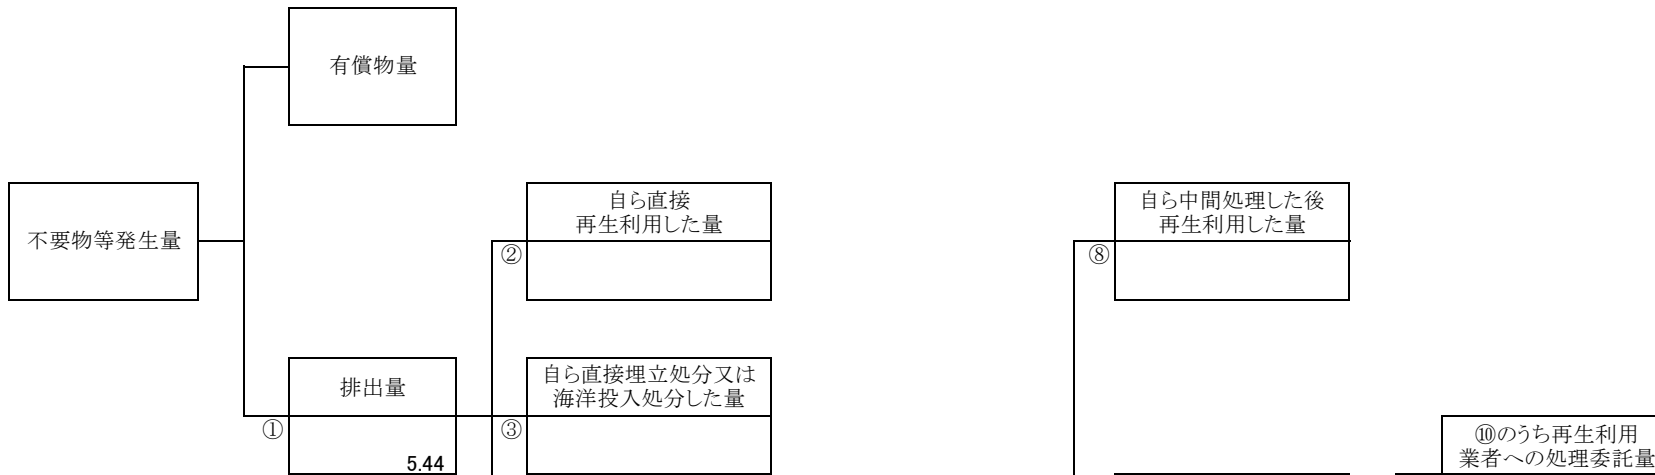 有償物量
不要物等発生量
自ら直接
再生利用した量
②
自ら中間処理した後
再生利用した量
⑧
排出量
①
5.44
自ら直接埋立処分又は
海洋投入処分した量
③
⑩のうち再生利用
業者への処理委託量